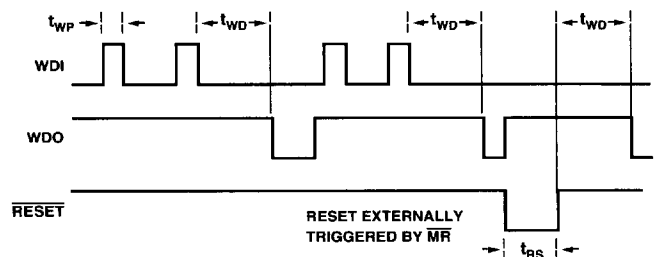 tWP
tWD
tWD
tWD
WDI
WDO
RESET
RESET EXTERNALLY
TRIGGERED BY MR
tRS